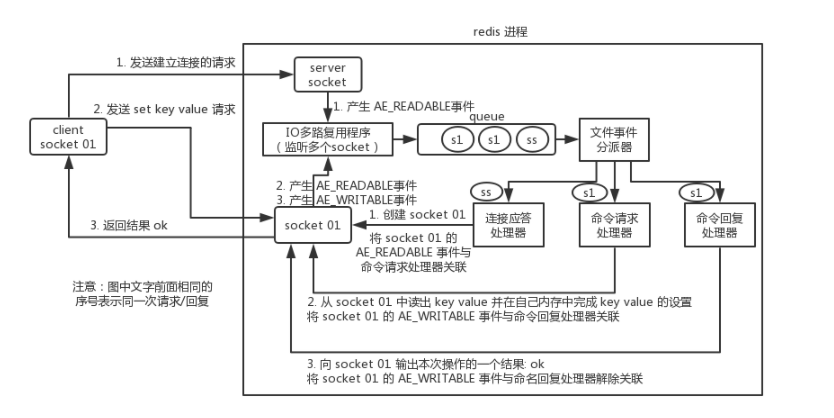 redis 进程
1. 发送建立连接的请求
server
socket
1. 产生 AE_READABLE事件
2. 发送 set key value 请求
queue
client
socket 01
IO多路复用程序
（监听多个socket）
s1
s1
ss
文件事件
分派器
2. 产生 AE_READABLE事件
3. 产生 AE_WRITABLE事件
ss
s1
s1
3. 返回结果 ok
socket 01
1. 创建 socket 01
连接应答
处理器
命令请求
处理器
命令回复
处理器
将 socket 01 的
AE_READABLE 事件与
命令请求处理器关联
注意：图中文字前面相同的
序号表示同一次请求/回复
2. 从 socket 01 中读出 key value 并在自己内存中完成 key value 的设置
将 socket 01 的 AE_WRITABLE 事件与命令回复处理器关联
3. 向 socket 01 输出本次操作的一个结果: ok
将 socket 01 的 AE_WRITABLE 事件与命名回复处理器解除关联